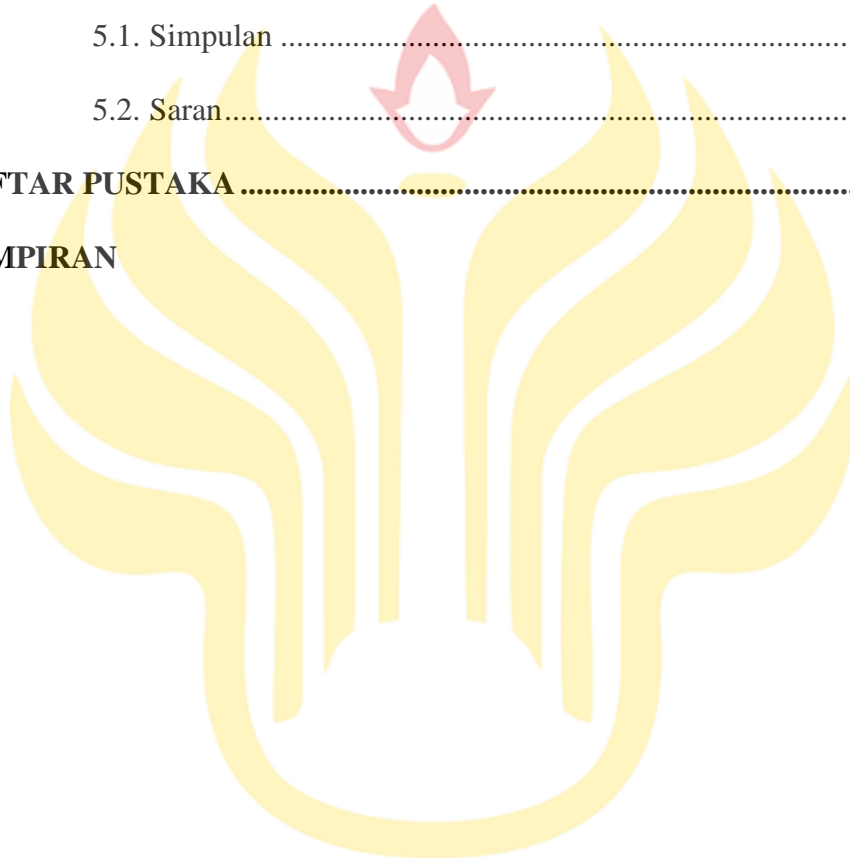 5.1. Simpulan ........................................................................................
5.2. Saran.................................................................................................
FTAR PUSTAKA ............................................................................
MPIRAN